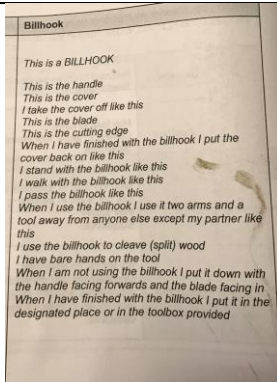 Billhook
This is a BILLHOOK
This is the handle
This is the cover
I take the cover off like this
This is the blade
This is the cutting edge
When I have finished with the billhook I put the
cover back on like this
I stand with the billhook like this
I walk with the billhook like this
I pass the billhook like this
When I use the billhook I use it two arms and a
tool away from anyone else except my partner like
this
I use the billhook to cleave (split) wood
I have bare hands on the tool
When I am not using the billhook I put it down with
the handle facing forwards and the blade facing in
When I have finished with the billhook I put it in the
designated place or in the toolbox provided